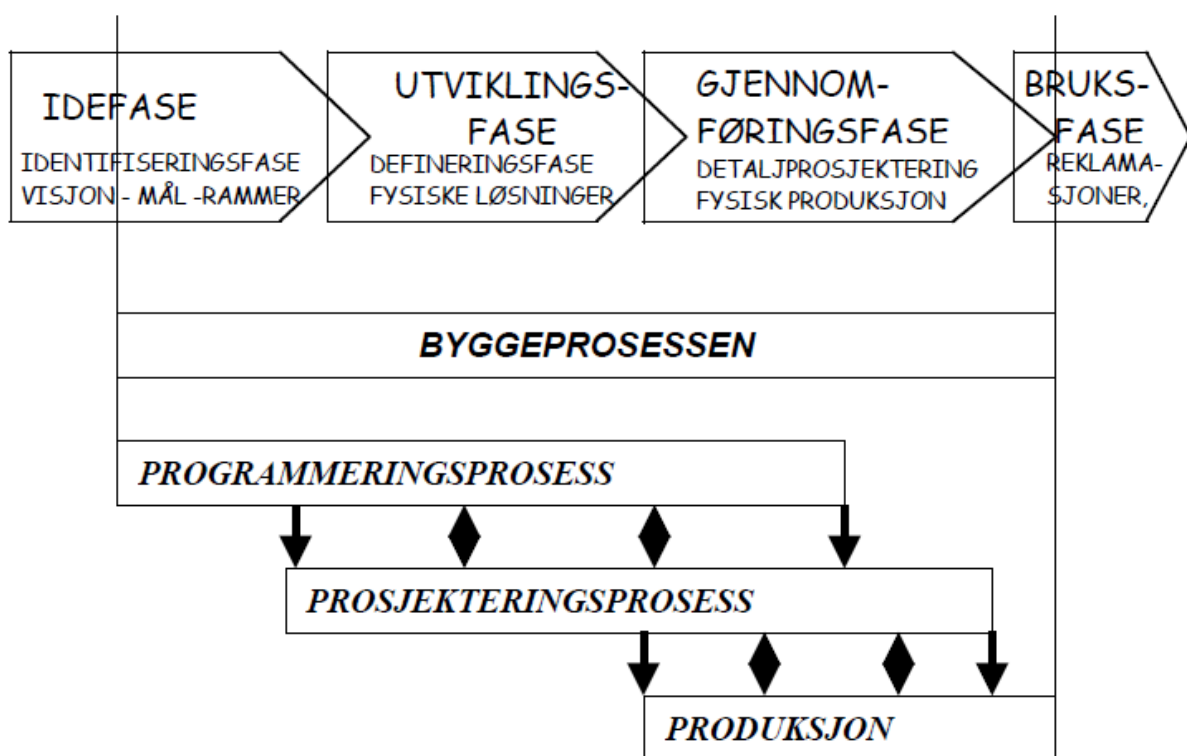 IDEFASE
IDENTIFISERINGSFASE
VISJON - MÅL -RAMMER
UTVIKLINGS-
FASE
DEFINERINGSFASE
FYSISKE LØSNINGER
GJENNOM-
FØRINGSFASE
DETALJPROSJEKTERING
FYSISK PRODUKSJON
BRUKS-
FASE
REKLAMA-
SJONER,
BYGGEPROSESSEN
PROGRAMMERINGSPROSESS
PROSJEKTERINGSPROSESS
PRODUKSJON